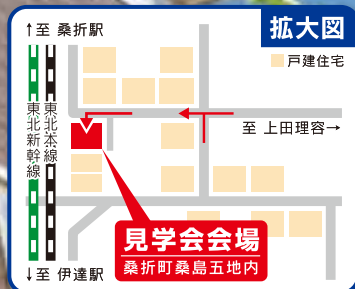 ↑至 桑折駅
拡大図
戸建住宅
東北新幹線
東北本線
至 上田理容→
見学会会場
桑折町桑島五地内
↓至 伊達駅